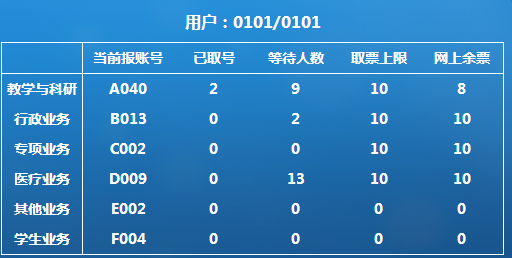 用户：0101/0101
当前报账号 已取号 等待人数 取票上限 网上余票
教学与科研 A040 2 9 10 8
行政业务 B013 0 2 10 10
专项业务 C002 0 0 10 10
医疗业务 D009 0 13 10 10
其他业务 E002 0 0 0 0
学生业务 F004 0 0 0 0